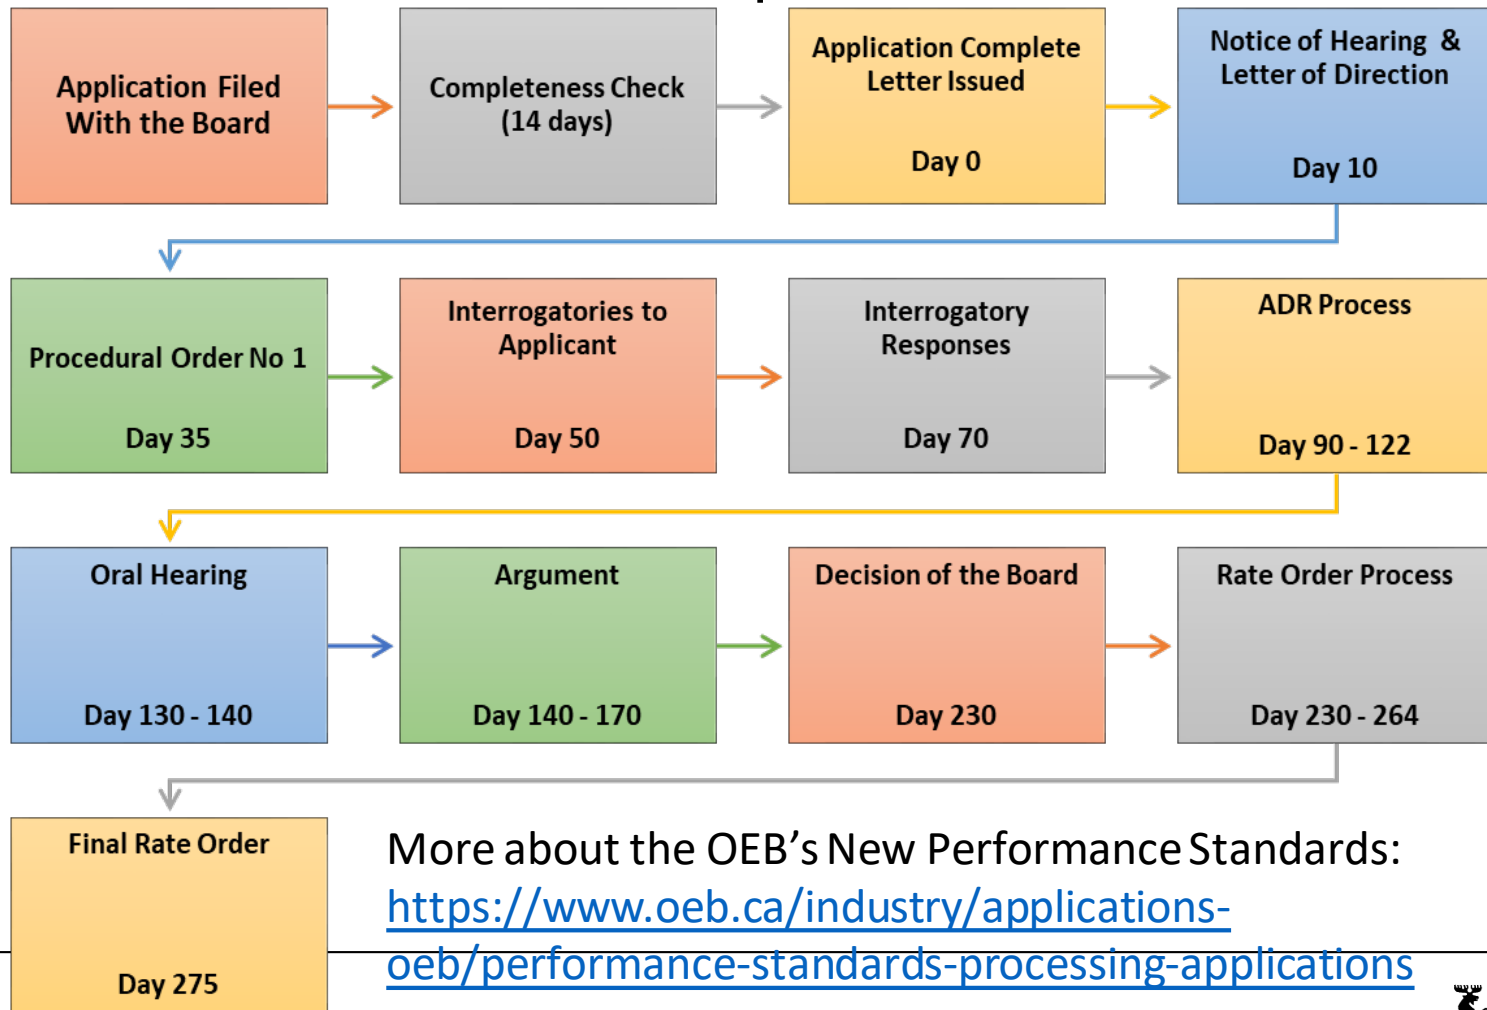 Application Filed
With the Board
Completeness Check
(14 days)
Application Complete
Letter Issued
Day 0
Notice of Hearing &
Letter of Direction
Day 10
Procedural Order No 1
Day 35
Interrogatories to
Applicant
Day 50
Interrogatory
Responses
Day 70
ADR Process
Day 90 - 122
Oral Hearing
Day 130 - 140
Argument
Day 140 - 170
Decision of the Board
Day 230
Rate Order Process
Day 230 - 264
Final Rate Order
Day 275
More about the OEB’s New Performance Standards:
https://www.oeb.ca/industry/applications-
oeb/performance-standards-processing-applications